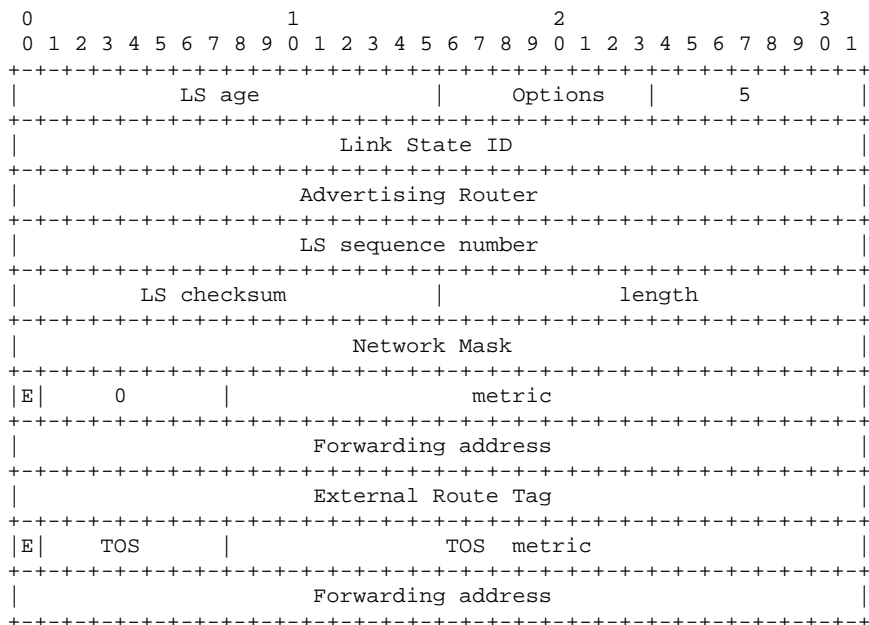 0                   1                   2                   3
 0 1 2 3 4 5 6 7 8 9 0 1 2 3 4 5 6 7 8 9 0 1 2 3 4 5 6 7 8 9 0 1
+-+-+-+-+-+-+-+-+-+-+-+-+-+-+-+-+-+-+-+-+-+-+-+-+-+-+-+-+-+-+-+-+
|            LS age             |     Options   |      5        |
+-+-+-+-+-+-+-+-+-+-+-+-+-+-+-+-+-+-+-+-+-+-+-+-+-+-+-+-+-+-+-+-+
|                        Link State ID                          |
+-+-+-+-+-+-+-+-+-+-+-+-+-+-+-+-+-+-+-+-+-+-+-+-+-+-+-+-+-+-+-+-+
|                     Advertising Router                        |
+-+-+-+-+-+-+-+-+-+-+-+-+-+-+-+-+-+-+-+-+-+-+-+-+-+-+-+-+-+-+-+-+
|                     LS sequence number                        |
+-+-+-+-+-+-+-+-+-+-+-+-+-+-+-+-+-+-+-+-+-+-+-+-+-+-+-+-+-+-+-+-+
|         LS checksum           |             length            |
+-+-+-+-+-+-+-+-+-+-+-+-+-+-+-+-+-+-+-+-+-+-+-+-+-+-+-+-+-+-+-+-+
|                         Network Mask                          |
+-+-+-+-+-+-+-+-+-+-+-+-+-+-+-+-+-+-+-+-+-+-+-+-+-+-+-+-+-+-+-+-+
|E|     0       |                  metric                       |
+-+-+-+-+-+-+-+-+-+-+-+-+-+-+-+-+-+-+-+-+-+-+-+-+-+-+-+-+-+-+-+-+
|                      Forwarding address                       |
+-+-+-+-+-+-+-+-+-+-+-+-+-+-+-+-+-+-+-+-+-+-+-+-+-+-+-+-+-+-+-+-+
|                      External Route Tag                       |
+-+-+-+-+-+-+-+-+-+-+-+-+-+-+-+-+-+-+-+-+-+-+-+-+-+-+-+-+-+-+-+-+
|E|    TOS      |                TOS  metric                    |
+-+-+-+-+-+-+-+-+-+-+-+-+-+-+-+-+-+-+-+-+-+-+-+-+-+-+-+-+-+-+-+-+
|                      Forwarding address                       |
+-+-+-+-+-+-+-+-+-+-+-+-+-+-+-+-+-+-+-+-+-+-+-+-+-+-+-+-+-+-+-+-+